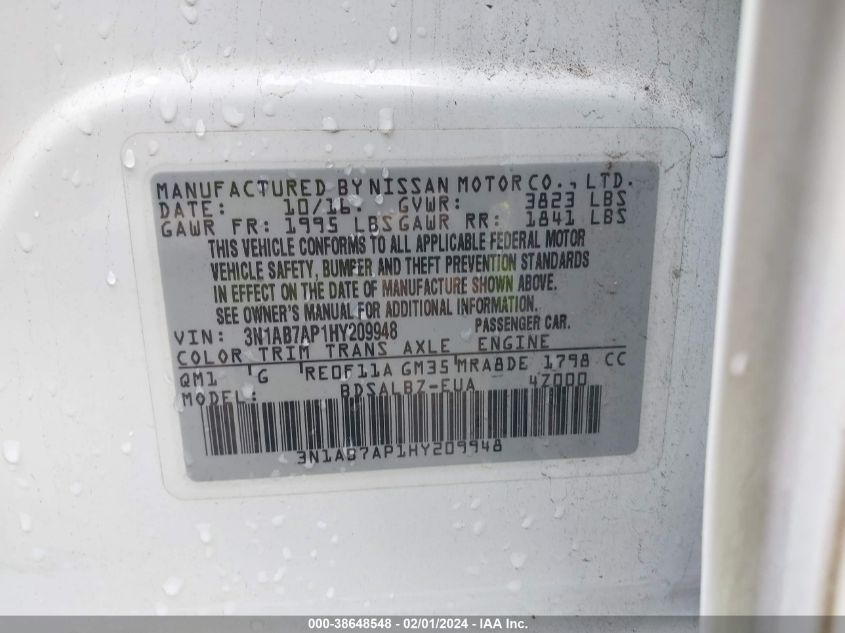 MANUFACTURED BY NISSAN MOTOR CO., LTD.
DATE: 10/16. GVWR: 3823 LBS
GAWR FR: 1995 LBS GAWR RR: 1841 LBS
THIS VEHICLE CONFORMS TO ALL APPLICABLE FEDERAL MOTOR
VEHICLE SAFETY, BUMPER AND THEFT PREVENTION STANDARDS
IN EFFECT ON THE DATE OF MANUFACTURE SHOWN ABOVE.
SEE OWNER'S MANUAL FOR ADDITIONAL INFORMATION.
VIN: 3N1AB7AP1HY209948 PASSENGER CAR.
COLOR TRIM TRANS AXLE ENGINE
QM1 G RE0F11A GM35 MRA8DE 1798 CC
MODEL: BDSALBZ-EUA 47000
3N1AB7AP1HY209948
000-38648548 - 02/01/2024 - IAA Inc.